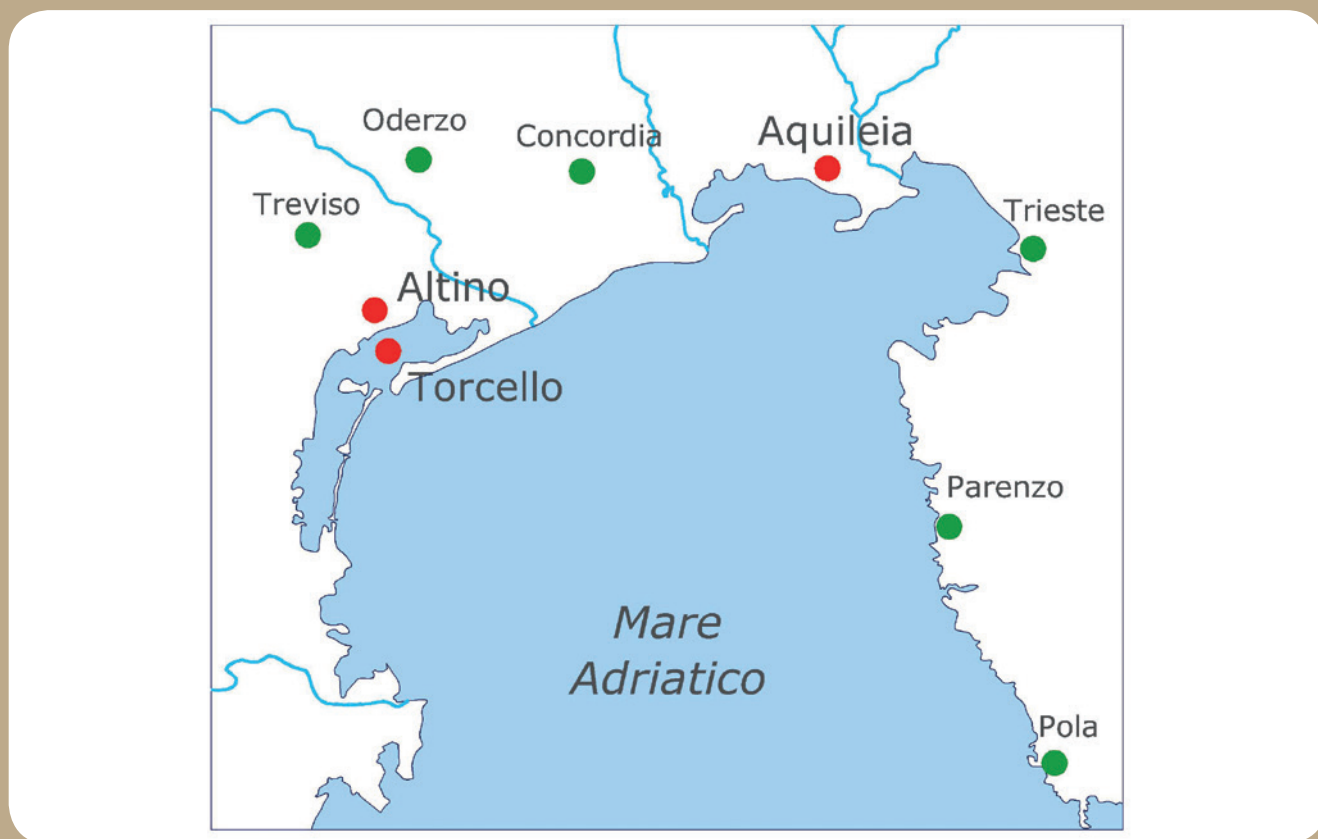 Oderzo
Concordia
Aquileia
Treviso
Trieste
Altino
Torcello
Parenzo
Mare
Adriatico
Pola